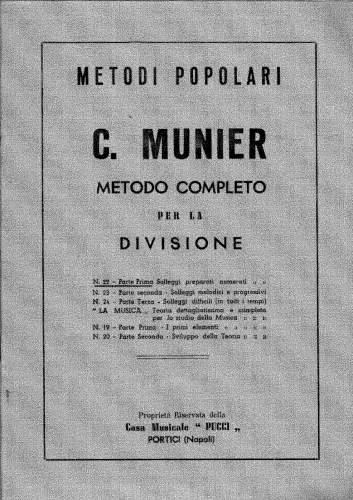 METODI POPOLARI
C. MUNIER
METODO COMPLETO
PER LA
DIVISIONE
N. 22 - Parte Prima Solfeggi preparati numerati „ „
N. 23 - Parte seconda - Solfeggi melodici e progressivi
N. 24 - Parte Terza - Solfeggi difficili (in tutti i tempi)
" LA MUSICA „ Teoria dettagliatissima e completa
per lo studio della Musica „ „ „
N. 19 - Parte Prima - I primi elementi „ „ „ „ „
N. 20 - Parte Seconda - Sviluppo della Teoria „ „ „
Proprietà Riservata della
Casa Musicale " PUCCI „
PORTICI (Napoli)